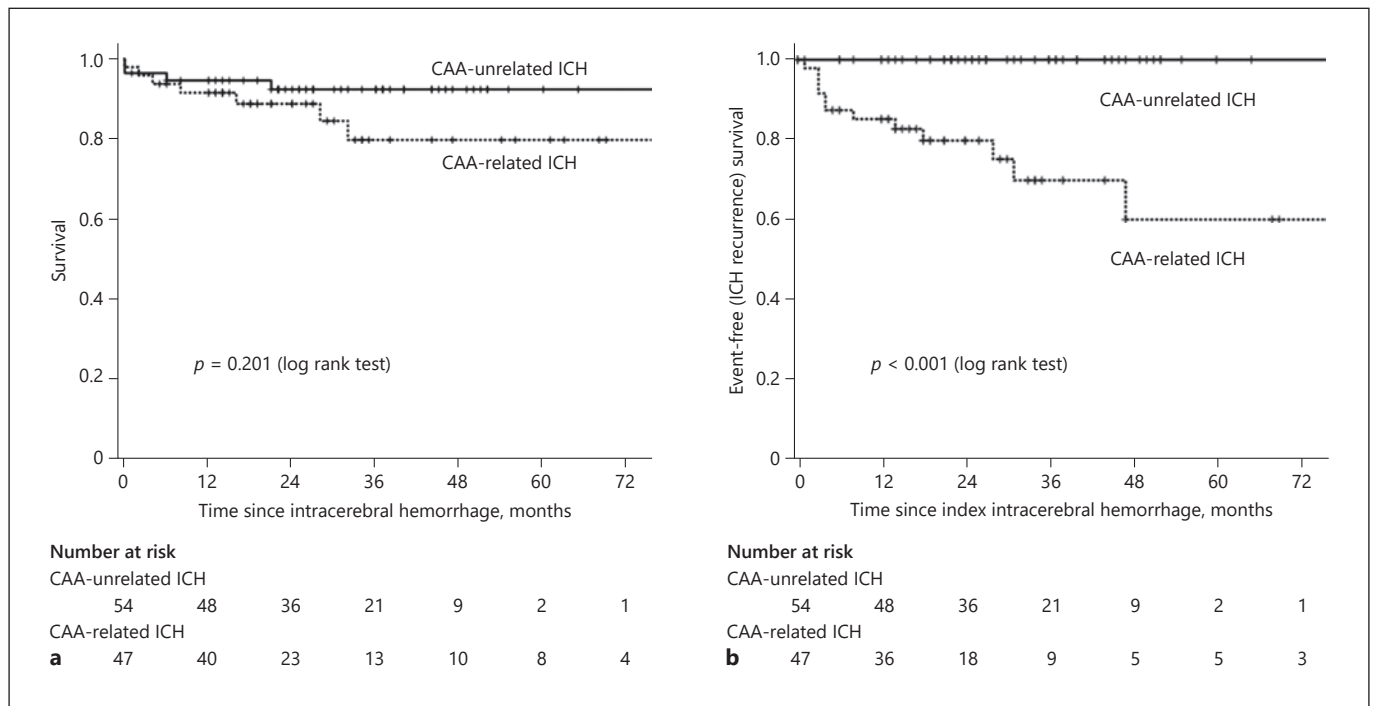 1.0
0.8
0.6
0.4
0.2
0
Survival
CAA-unrelated ICH
CAA-related ICH
p = 0.201 (log rank test)
0 12 24 36 48 60 72
Time since intracerebral hemorrhage, months
Number at risk
CAA-unrelated ICH
54 48 36 21 9 2 1
CAA-related ICH
a 47 40 23 13 10 8 4
1.0
0.8
0.6
0.4
0.2
0
Event-free (ICH recurrence) survival
CAA-unrelated ICH
CAA-related ICH
p < 0.001 (log rank test)
0 12 24 36 48 60 72
Time since index intracerebral hemorrhage, months
Number at risk
CAA-unrelated ICH
54 48 36 21 9 2 1
CAA-related ICH
b 47 36 18 9 5 5 3